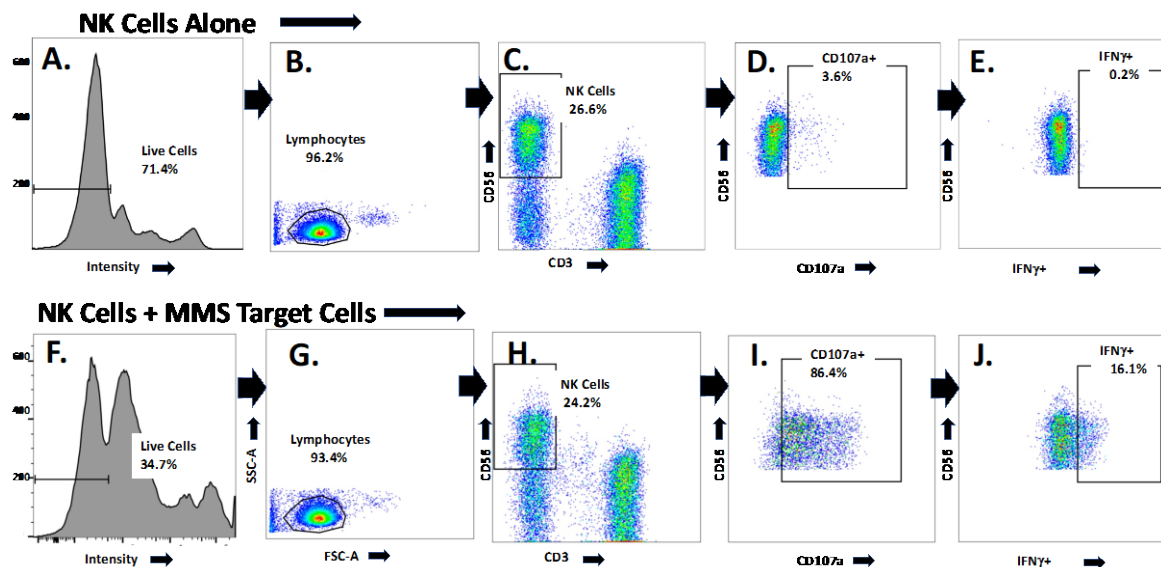 NK Cells Alone
A.
600
400
200
Live Cells
71.4%
Intensity
B.
Lymphocytes
96.2%
C.
NK Cells
26.6%
CD56
CD3
D.
CD107a+
3.6%
CD56
CD107a
E.
IFNγ+
0.2%
CD56
IFNγ+
NK Cells + MMS Target Cells
F.
600
400
200
Live Cells
34.7%
Intensity
G.
Lymphocytes
93.4%
SSC-A
FSC-A
H.
NK Cells
24.2%
CD56
CD3
I.
CD107a+
86.4%
CD56
CD107a
J.
IFNγ+
16.1%
CD56
IFNγ+